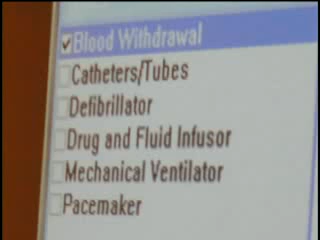 Blood Withdrawal
Catheters/Tubes
Defibrillator
Drug and Fluid Infusor
Mechanical Ventilator
Pacemaker